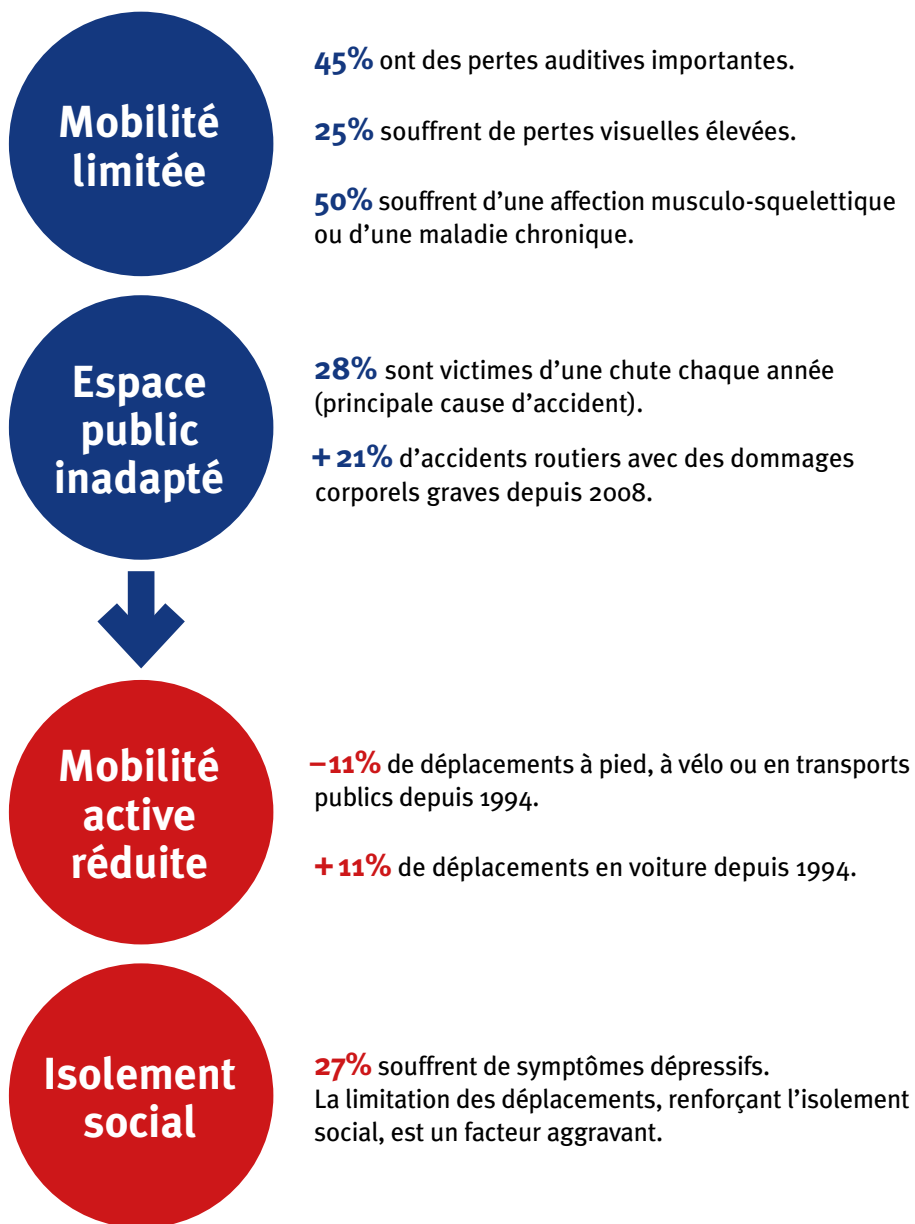 Mobilité
limitée
45% ont des pertes auditives importantes.
25% souffrent de pertes visuelles élevées.
50% souffrent d’une affection musculo-squelettique
ou d’une maladie chronique.
Espace
public
inadapté
28% sont victimes d’une chute chaque année
(principale cause d’accident).
+ 21% d’accidents routiers avec des dommages
corporels graves depuis 2008.
Mobilité
active
réduite
–11% de déplacements à pied, à vélo ou en transports
publics depuis 1994.
+ 11% de déplacements en voiture depuis 1994.
Isolement
social
27% souffrent de symptômes dépressifs.
La limitation des déplacements, renforçant l’isolement
social, est un facteur aggravant.